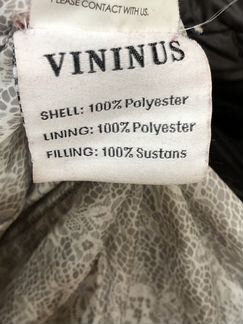 PLEASE CONTACT WITH US.
VININUS
SHELL: 100% Polyester
LINING: 100% Polyester
FILLING: 100% Sustans